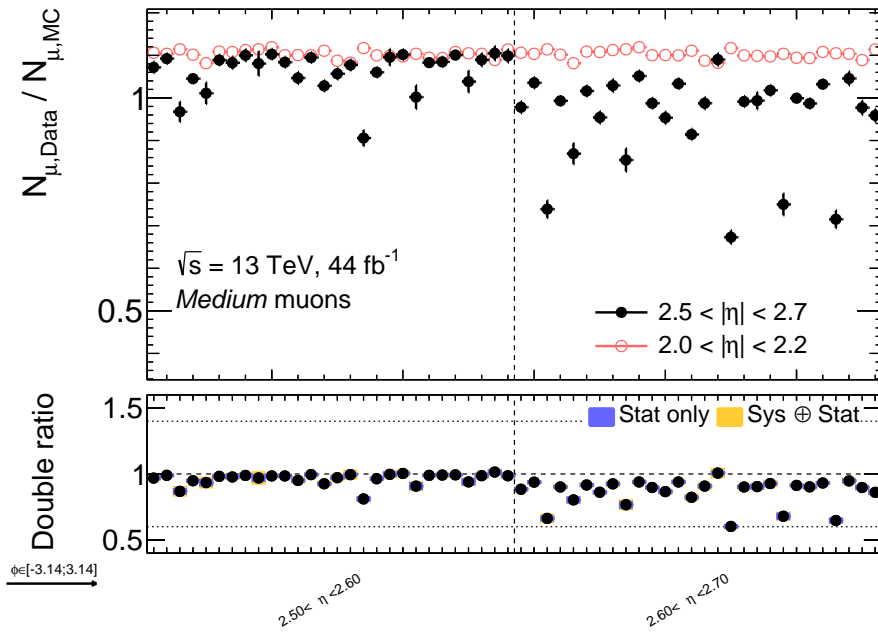 N_μ,Data / N_μ,MC
1
0.5
√s = 13 TeV, 44 fb⁻¹
Medium muons
2.5 < |η| < 2.7
2.0 < |η| < 2.2
Double ratio
1.5
1
0.5
Stat only
Sys ⊕ Stat
ϕ∈[-3.14;3.14]
2.50< η <2.60
2.60< η <2.70